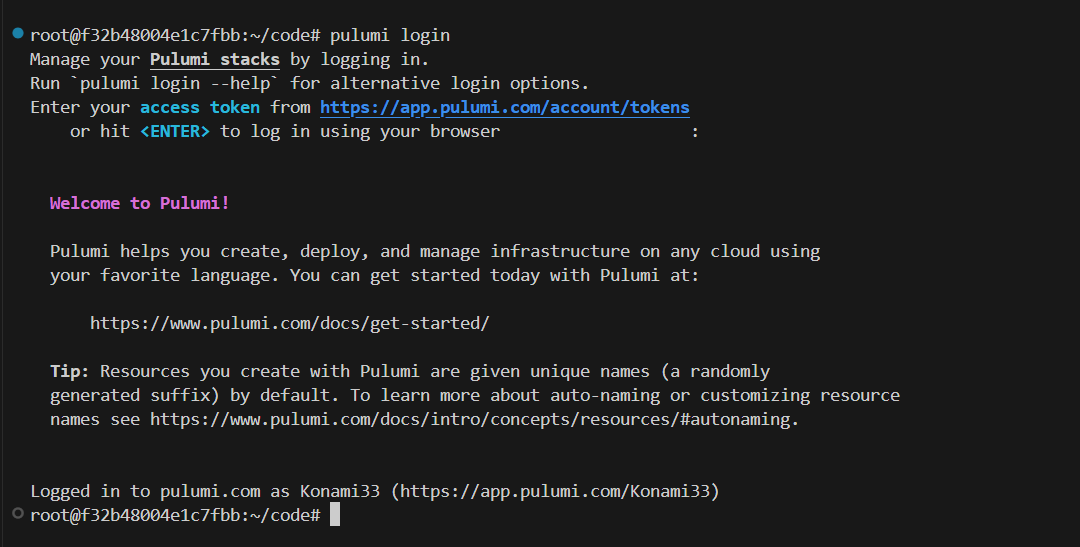 root@f32b48004e1c7fbb:~/code# pulumi login
Manage your Pulumi stacks by logging in.
Run `pulumi login --help` for alternative login options.
Enter your access token from https://app.pulumi.com/account/tokens
    or hit <ENTER> to log in using your browser                   :
Welcome to Pulumi!
Pulumi helps you create, deploy, and manage infrastructure on any cloud using
your favorite language. You can get started today with Pulumi at:
https://www.pulumi.com/docs/get-started/
Tip: Resources you create with Pulumi are given unique names (a randomly
generated suffix) by default. To learn more about auto-naming or customizing resource
names see https://www.pulumi.com/docs/intro/concepts/resources/#autonaming.
Logged in to pulumi.com as Konami33 (https://app.pulumi.com/Konami33)
root@f32b48004e1c7fbb:~/code#